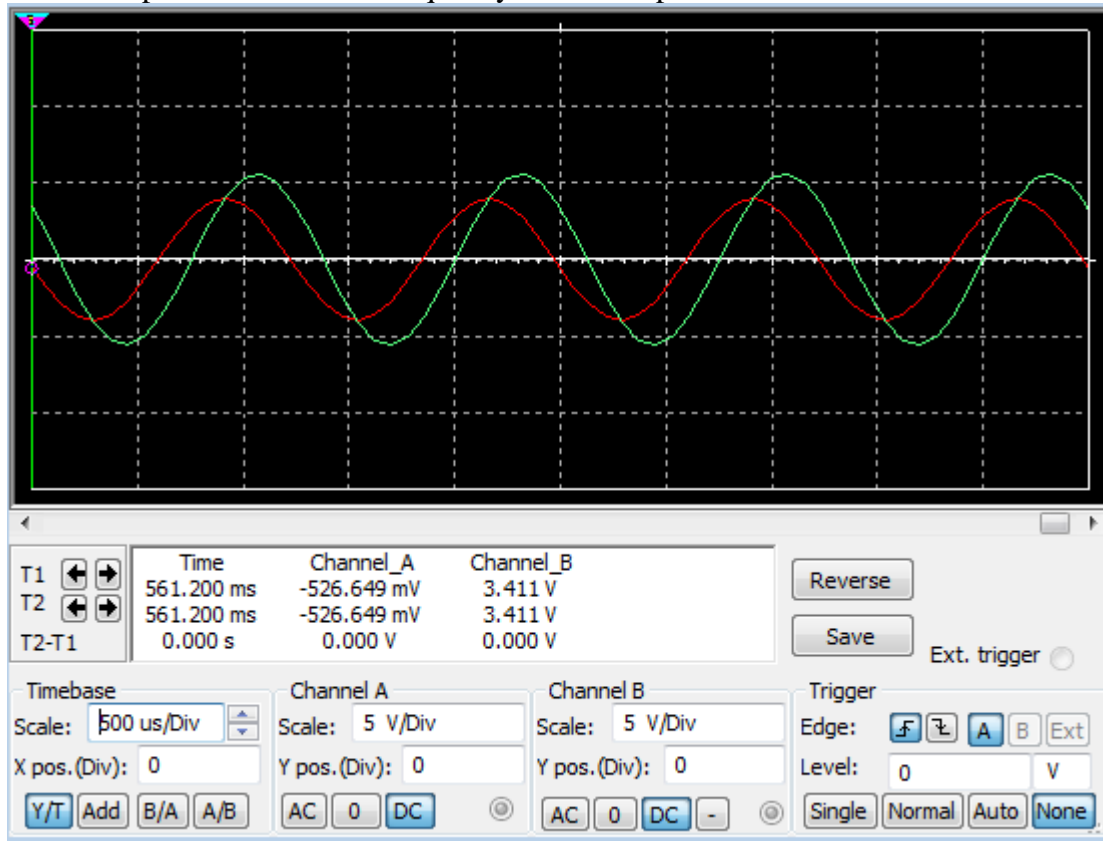 Time Channel_A Channel_B
T1 561.200 ms -526.649 mV 3.411 V
T2 561.200 ms -526.649 mV 3.411 V
T2-T1 0.000 s 0.000 V 0.000 V
Reverse
Save
Ext. trigger
Timebase
Scale: 500 us/Div
X pos.(Div): 0
Y/T Add B/A A/B
Channel A
Scale: 5 V/Div
Y pos.(Div): 0
AC 0 DC
Channel B
Scale: 5 V/Div
Y pos.(Div): 0
AC 0 DC -
Trigger
Edge: A B Ext
Level: 0 V
Single Normal Auto None